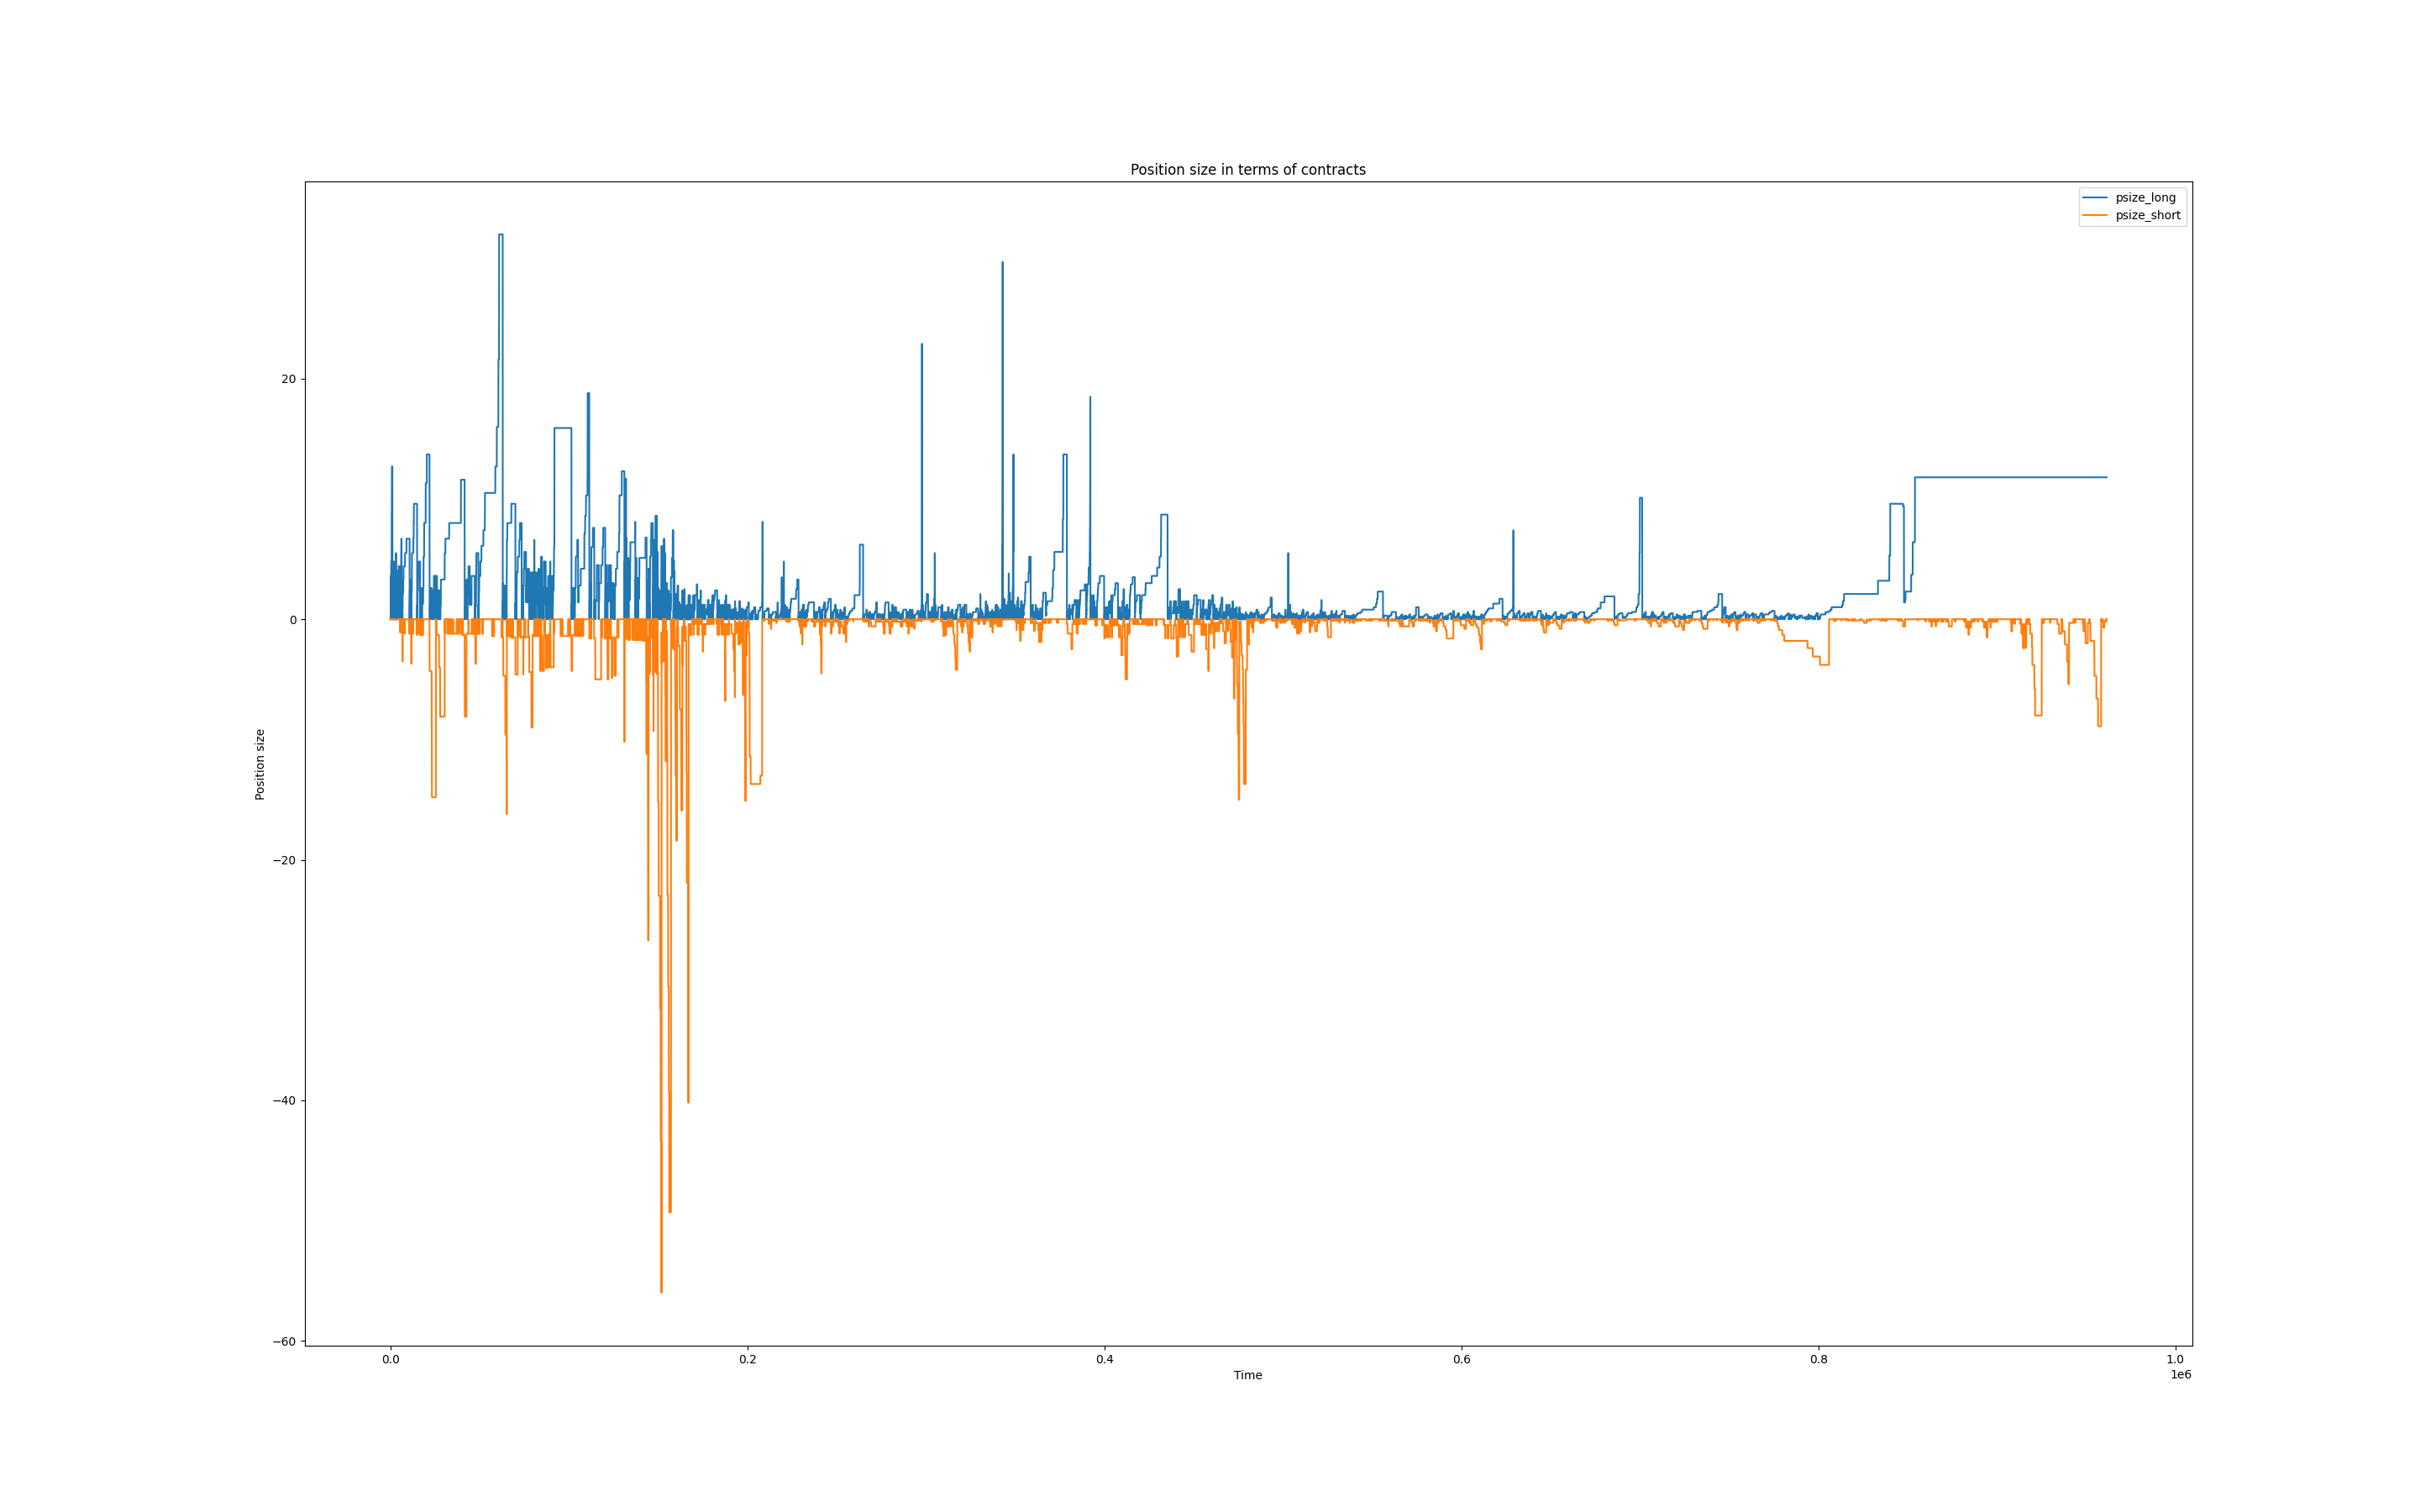 Position size in terms of contracts
psize_long
psize_short
20
0
−20
−40
−60
Position size
0.0 0.2 0.4 0.6 0.8 1.0
Time
1e6